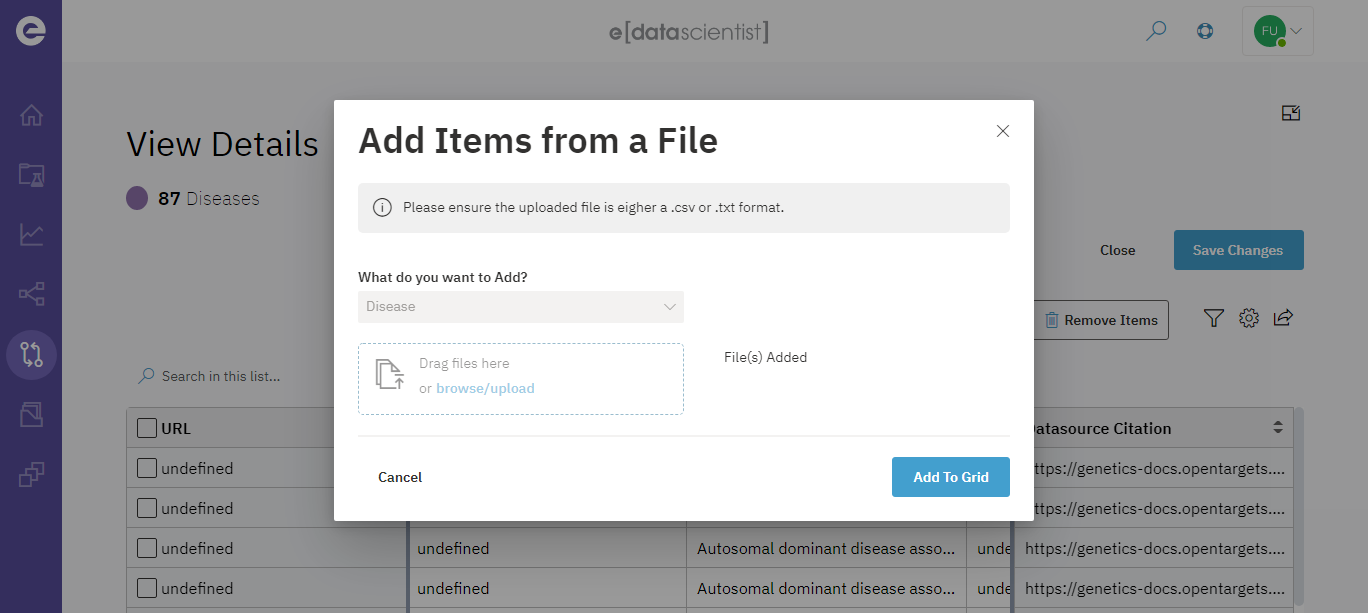 e[datascientist]
FU
View Details
87 Diseases
Close
Save Changes
Remove Items
Search in this list...
Add Items from a File
Please ensure the uploaded file is eigher a .csv or .txt format.
What do you want to Add?
Disease
Drag files here
or browse/upload
File(s) Added
Cancel
Add To Grid
URL
atasource Citation
undefined
ttps://genetics-docs.opentargets....
undefined
ttps://genetics-docs.opentargets....
undefined undefined Autosomal dominant disease asso... unde https://genetics-docs.opentargets....
undefined undefined Autosomal dominant disease asso... unde https://genetics-docs.opentargets....